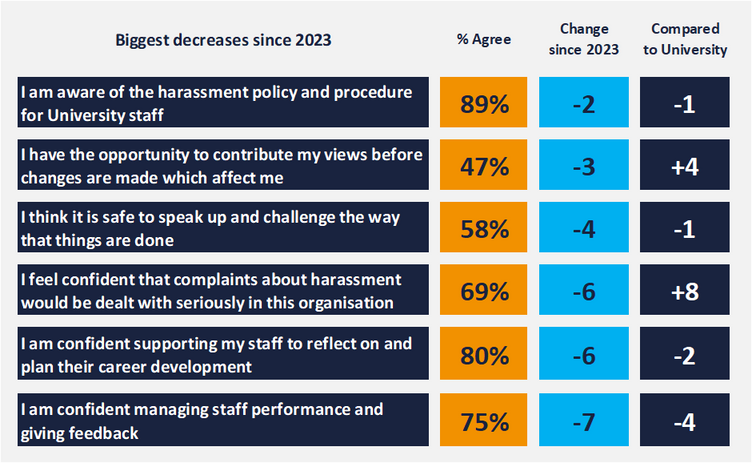 Biggest decreases since 2023
% Agree
Change
since 2023
Compared
to University
I am aware of the harassment policy and procedure
for University staff
89%
-2
-1
I have the opportunity to contribute my views before
changes are made which affect me
47%
-3
+4
I think it is safe to speak up and challenge the way
that things are done
58%
-4
-1
I feel confident that complaints about harassment
would be dealt with seriously in this organisation
69%
-6
+8
I am confident supporting my staff to reflect on and
plan their career development
80%
-6
-2
I am confident managing staff performance and
giving feedback
75%
-7
-4